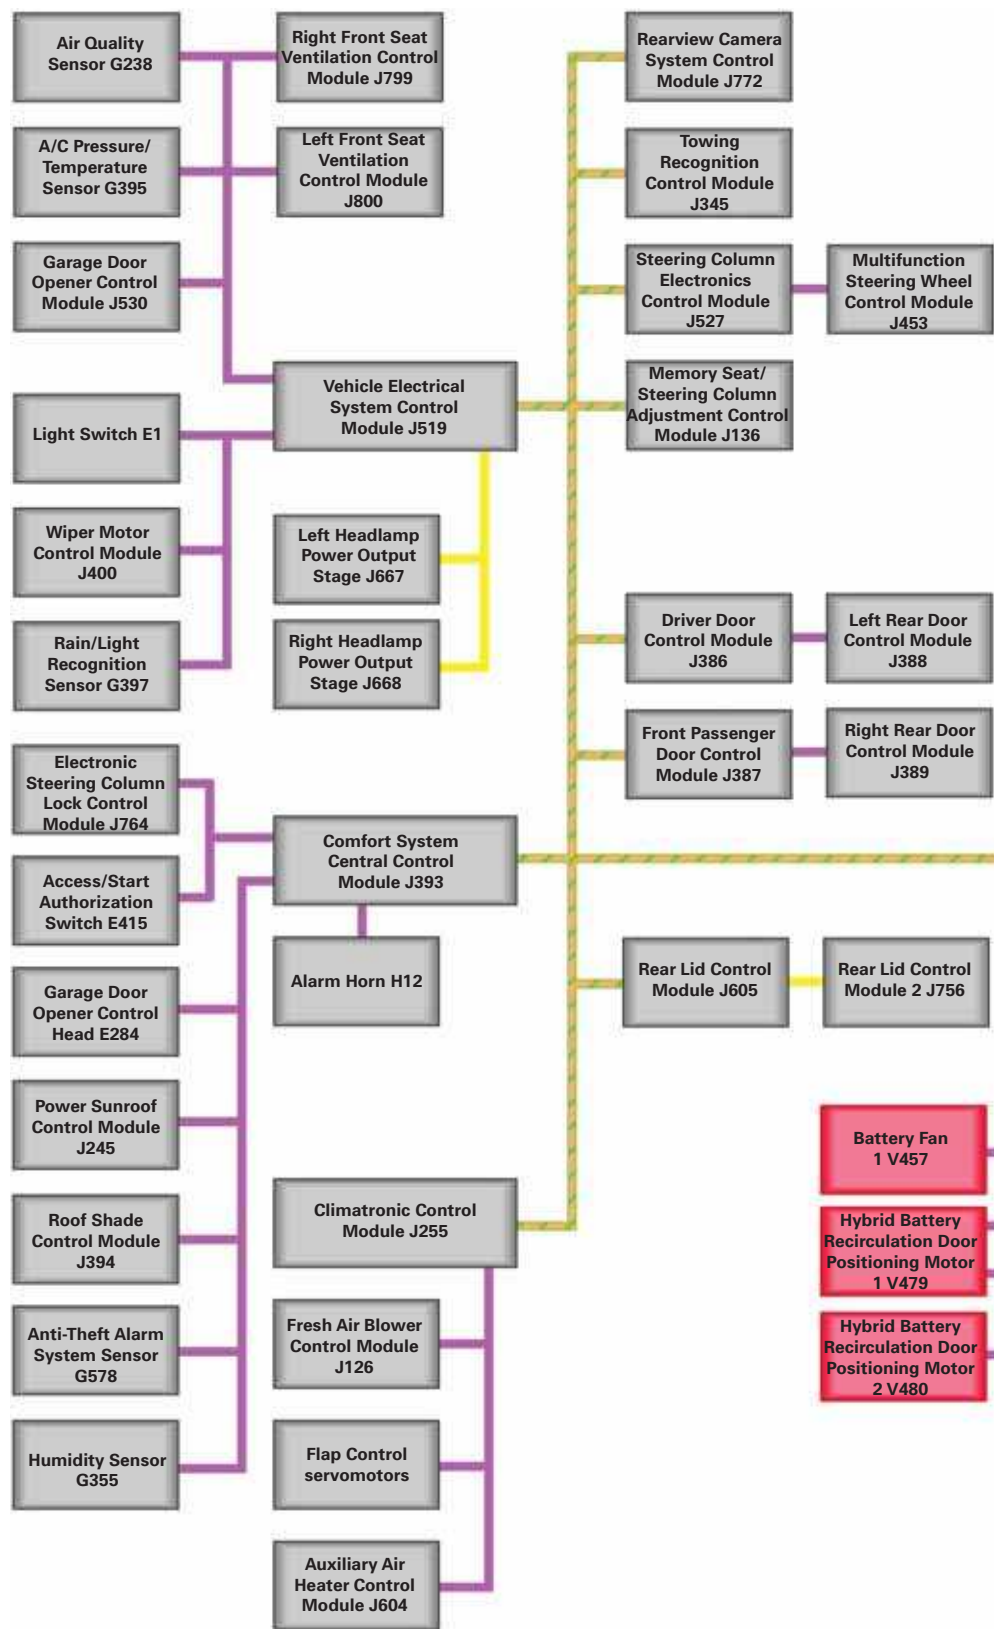 Air Quality
Sensor G238
Right Front Seat
Ventilation Control
Module J799
Rearview Camera
System Control
Module J772
A/C Pressure/
Temperature
Sensor G395
Left Front Seat
Ventilation
Control Module
J800
Towing
Recognition
Control Module
J345
Garage Door
Opener Control
Module J530
Steering Column
Electronics
Control Module
J527
Multifunction
Steering Wheel
Control Module
J453
Vehicle Electrical
System Control
Module J519
Memory Seat/
Steering Column
Adjustment Control
Module J136
Light Switch E1
Wiper Motor
Control Module
J400
Left Headlamp
Power Output
Stage J667
Rain/Light
Recognition
Sensor G397
Right Headlamp
Power Output
Stage J668
Driver Door
Control Module
J386
Left Rear Door
Control Module
J388
Front Passenger
Door Control
Module J387
Right Rear Door
Control Module
J389
Electronic
Steering Column
Lock Control
Module J764
Comfort System
Central Control
Module J393
Access/Start
Authorization
Switch E415
Alarm Horn H12
Rear Lid Control
Module J605
Rear Lid Control
Module 2 J756
Garage Door
Opener Control
Head E284
Power Sunroof
Control Module
J245
Battery Fan
1 V457
Roof Shade
Control Module
J394
Climatronic Control
Module J255
Hybrid Battery
Recirculation Door
Positioning Motor
1 V479
Anti-Theft Alarm
System Sensor
G578
Fresh Air Blower
Control Module
J126
Hybrid Battery
Recirculation Door
Positioning Motor
2 V480
Humidity Sensor
G355
Flap Control
servomotors
Auxiliary Air
Heater Control
Module J604